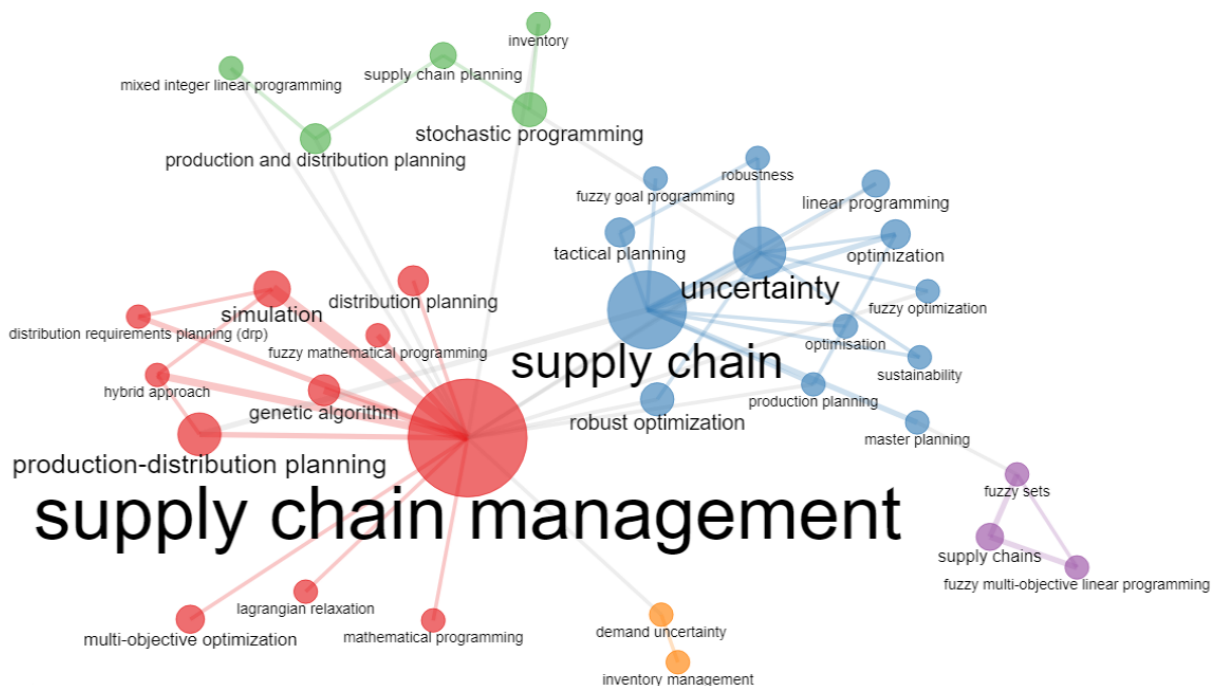 inventory
supply chain planning
mixed integer linear programming
stochastic programming
production and distribution planning
robustness
fuzzy goal programming
linear programming
tactical planning
optimization
uncertainty
distribution planning
fuzzy optimization
simulation
distribution requirements planning (drp)
fuzzy mathematical programming
optimisation
supply chain
sustainability
hybrid approach
genetic algorithm
production planning
robust optimization
master planning
production-distribution planning
fuzzy sets
supply chain management
supply chains
fuzzy multi-objective linear programming
lagrangian relaxation
demand uncertainty
multi-objective optimization
mathematical programming
inventory management